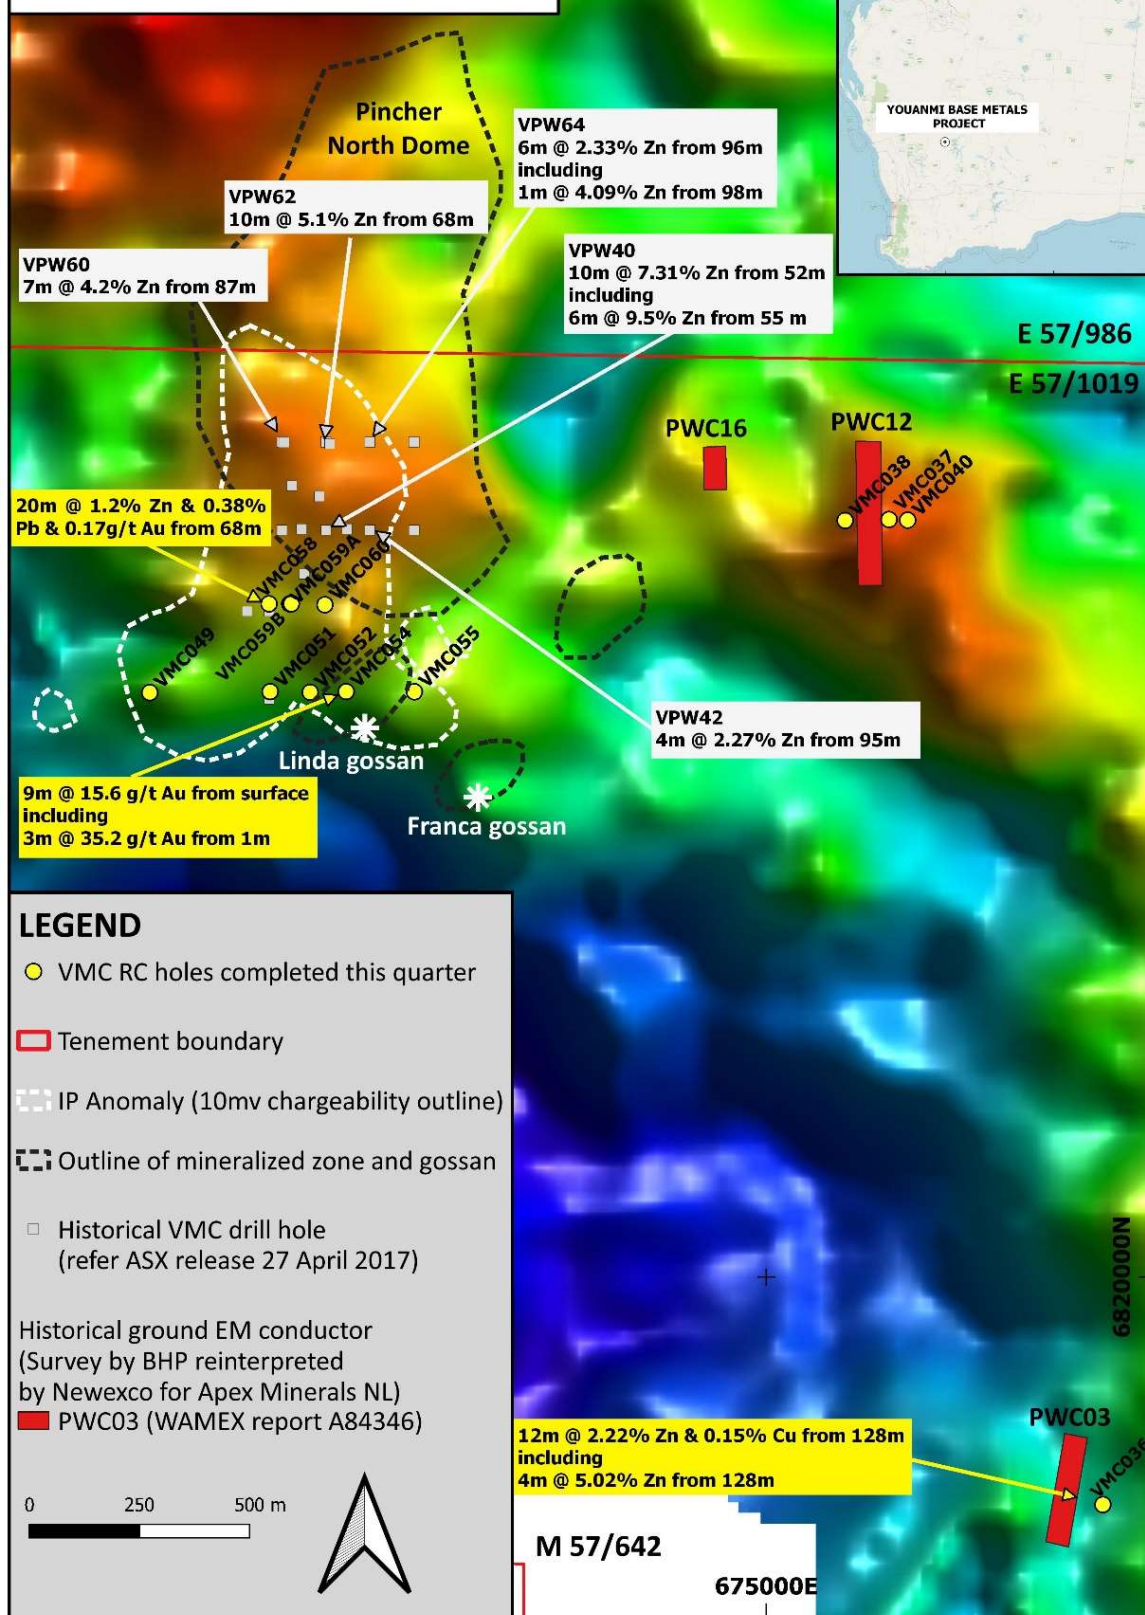 YOUANMI BASE METALS
PROJECT
Pincher
North Dome
VPW64
6m @ 2.33% Zn from 96m
including
1m @ 4.09% Zn from 98m
VPW62
10m @ 5.1% Zn from 68m
VPW40
10m @ 7.31% Zn from 52m
including
6m @ 9.5% Zn from 55 m
VPW60
7m @ 4.2% Zn from 87m
E 57/986
E 57/1019
PWC16
PWC12
VMC038
VMC037
VMC040
20m @ 1.2% Zn & 0.38%
Pb & 0.17g/t Au from 68m
VMC058
VMC059A
VMC060
VMC049
VMC059B
VMC051
VMC052
VMC054
VMC055
VPW42
4m @ 2.27% Zn from 95m
Linda gossan
9m @ 15.6 g/t Au from surface
including
3m @ 35.2 g/t Au from 1m
Franca gossan
LEGEND
VMC RC holes completed this quarter
Tenement boundary
IP Anomaly (10mv chargeability outline)
Outline of mineralized zone and gossan
Historical VMC drill hole
(refer ASX release 27 April 2017)
Historical ground EM conductor
(Survey by BHP reinterpreted
by Newexco for Apex Minerals NL)
PWC03 (WAMEX report A84346)
0 250 500 m
6820000N
PWC03
VMC036
12m @ 2.22% Zn & 0.15% Cu from 128m
including
4m @ 5.02% Zn from 128m
M 57/642
675000E